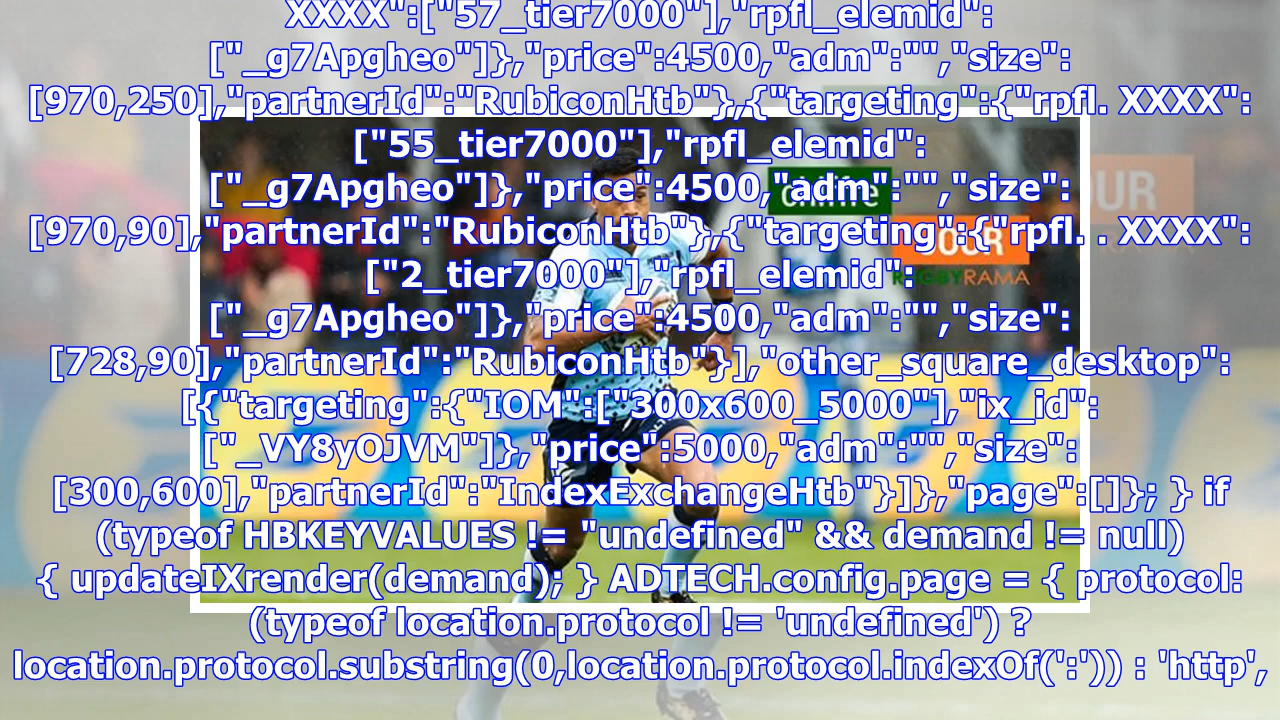 XXXX":["57_tier7000"],"rpfl_elemid":
["_g7Apgheo"]},"price":4500,"adm":"","size":
[970,250],"partnerId":"RubiconHtb"},{"targeting":{"rpfl. XXXX":
["55_tier7000"],"rpfl_elemid":
["_g7Apgheo"]},"price":4500,"adm":"","size":
chiffre
[970,90],"partnerId":"RubiconHtb"},{"targeting":{"rpfl. . XXXX":
JOUR
OUR
["2_tier7000"],"rpfl_elemid":
RUGBYRAMA
["_g7Apgheo"]},"price":4500,"adm":"","size":
[728,90],"partnerId":"RubiconHtb"}],"other_square_desktop":
[{"targeting":{"IOM":["300x600_5000"],"ix_id":
["_VY8yOJVM"]},"price":5000,"adm":"","size":
[300,600],"partnerId":"IndexExchangeHtb"}]},"page":[]}; } if
(typeof HBKEYVALUES != "undefined" && demand != null)
{ updateIXrender(demand); } ADTECH.config.page = { protocol:
(typeof location.protocol != 'undefined') ?
location.protocol.substring(0,location.protocol.indexOf(':')) : 'http',